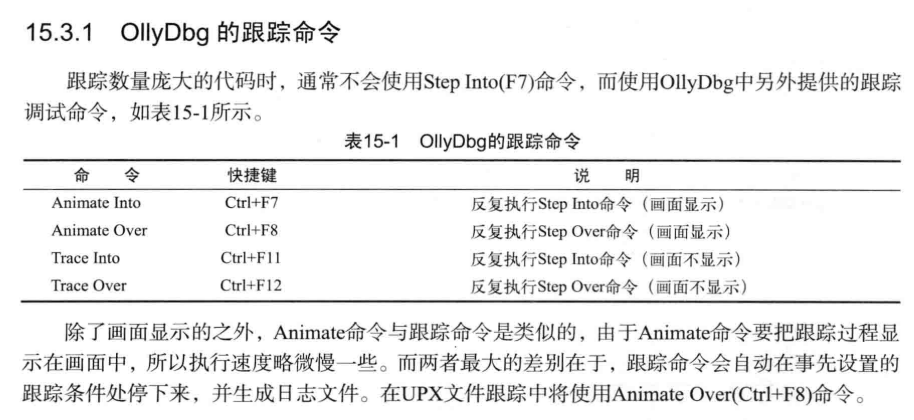 15.3.1 OllyDbg 的跟踪命令
跟踪数量庞大的代码时，通常不会使用Step Into(F7)命令，而使用OllyDbg中另外提供的跟踪
调试命令，如表15-1所示。
表15-1 OllyDbg的跟踪命令
命 令 快捷键 说 明
Animate Into Ctrl+F7 反复执行Step Into命令（画面显示）
Animate Over Ctrl+F8 反复执行Step Over命令（画面显示）
Trace Into Ctrl+F11 反复执行Step Into命令（画面不显示）
Trace Over Ctrl+F12 反复执行Step Over命令（画面不显示）
除了画面显示的之外，Animate命令与跟踪命令是类似的，由于Animate命令要把跟踪过程显
示在画面中，所以执行速度略微慢一些。而两者最大的差别在于，跟踪命令会自动在事先设置的
跟踪条件处停下来，并生成日志文件。在UPX文件跟踪中将使用Animate Over(Ctrl+F8)命令。